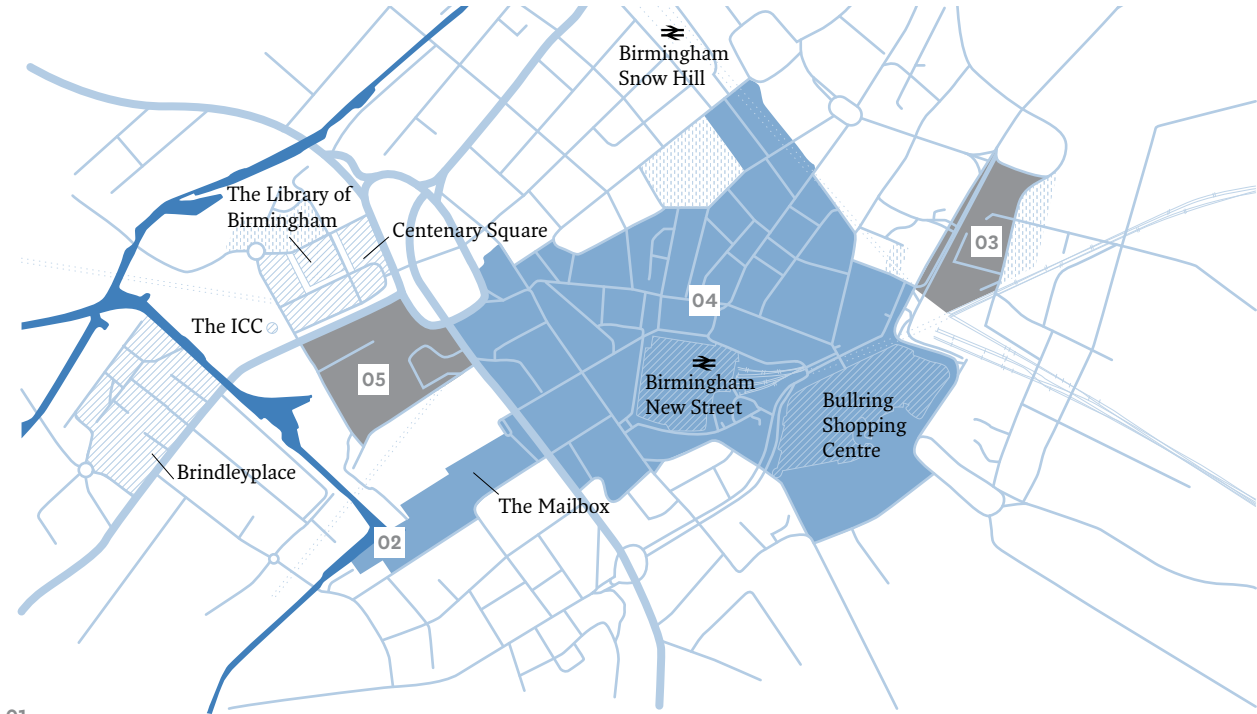 Birmingham
Snow Hill
The Library of
Birmingham
Centenary Square
03
04
The ICC
05
Birmingham
New Street
Bullring
Shopping
Centre
Brindleyplace
The Mailbox
02
01